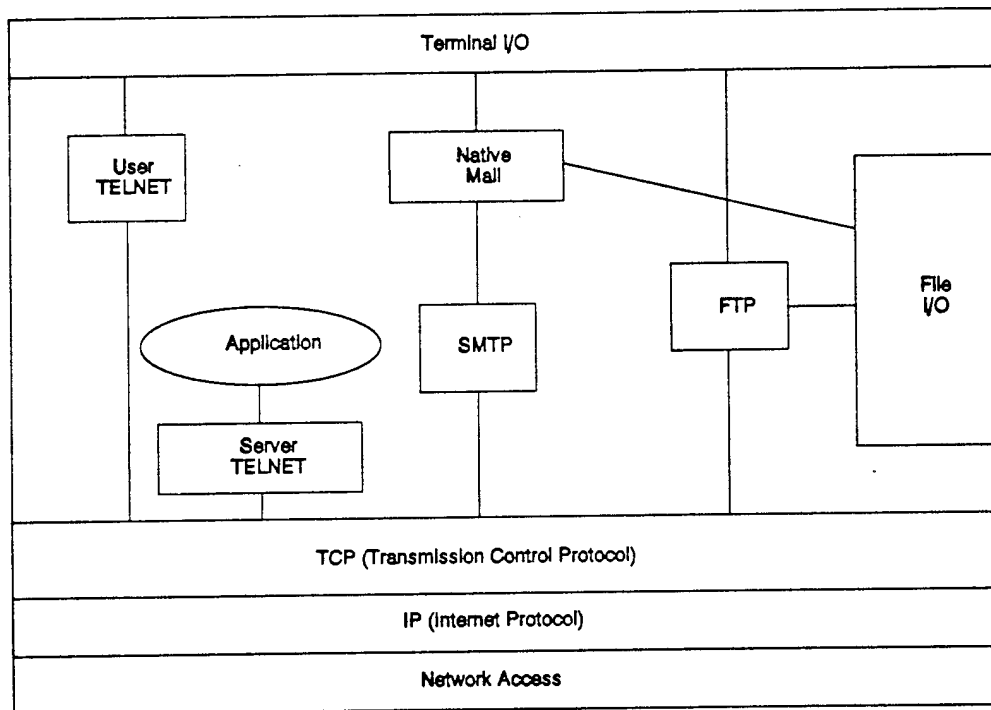 Terminal I/O
User
TELNET
Native
Mail
File
I/O
FTP
Application
SMTP
Server
TELNET
TCP (Transmission Control Protocol)
IP (Internet Protocol)
Network Access